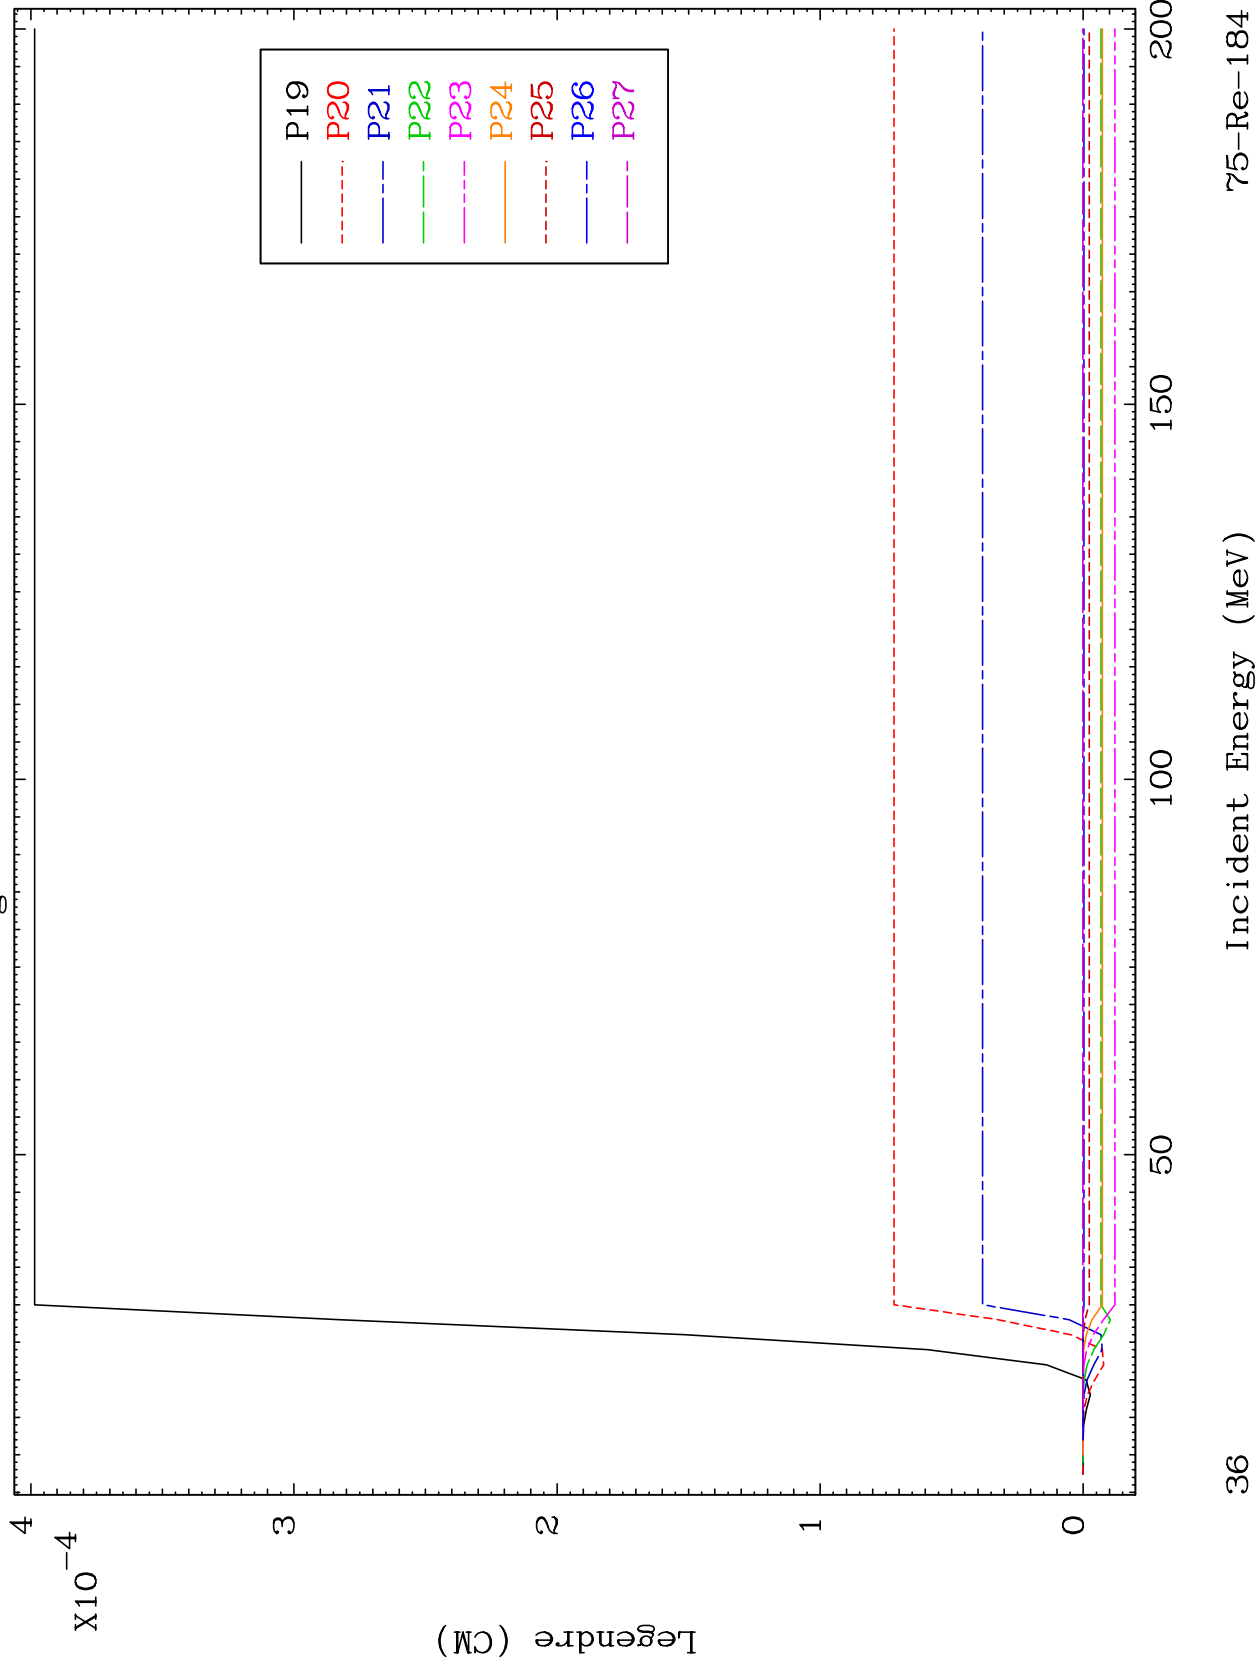 X10-4
4
3
2
1
0
Legendre (CM)
P19
P20
P21
P22
P23
P24
P25
P26
P27
50
100
150
200
Incident Energy (MeV)
36
75-Re-184